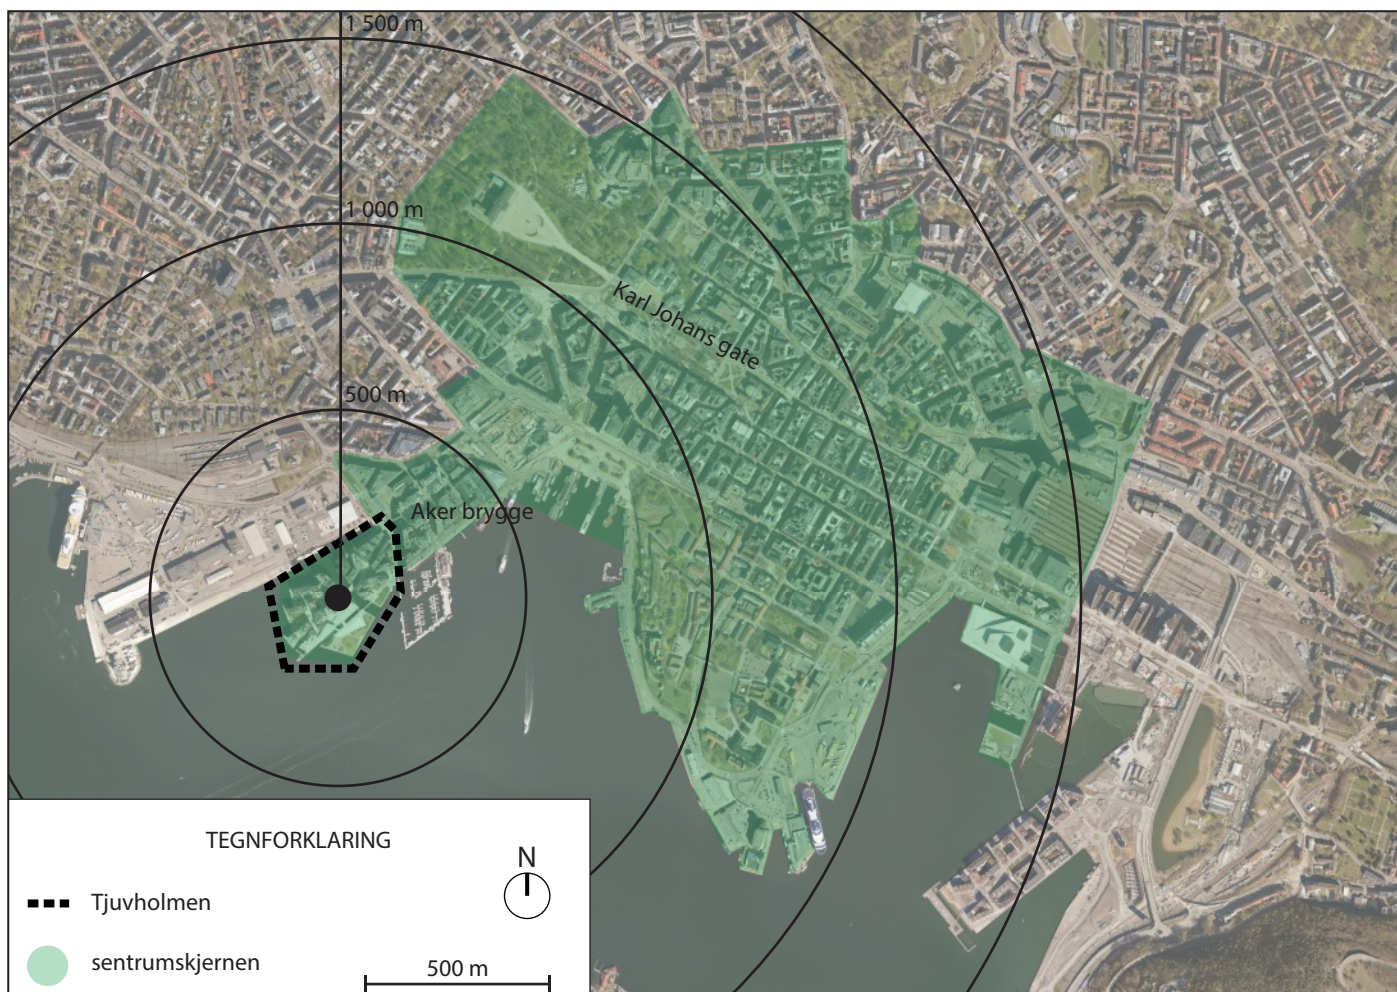 1 500 m
1 000 m
Karl Johans gate
500 m
Aker brygge
TEGNFORKLARING
N
Tjuvholmen
sentrumskjernen
500 m